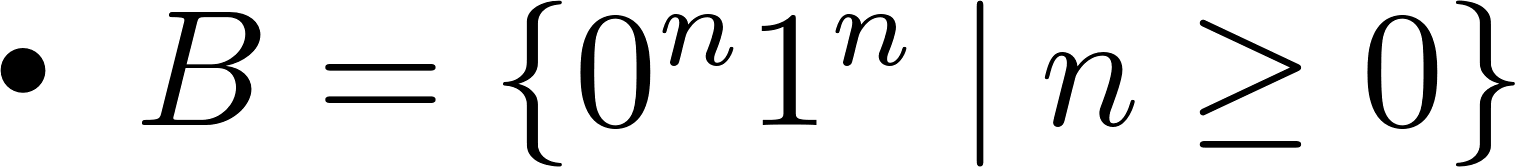 • B = {0ⁿ1ⁿ | n ≥ 0}